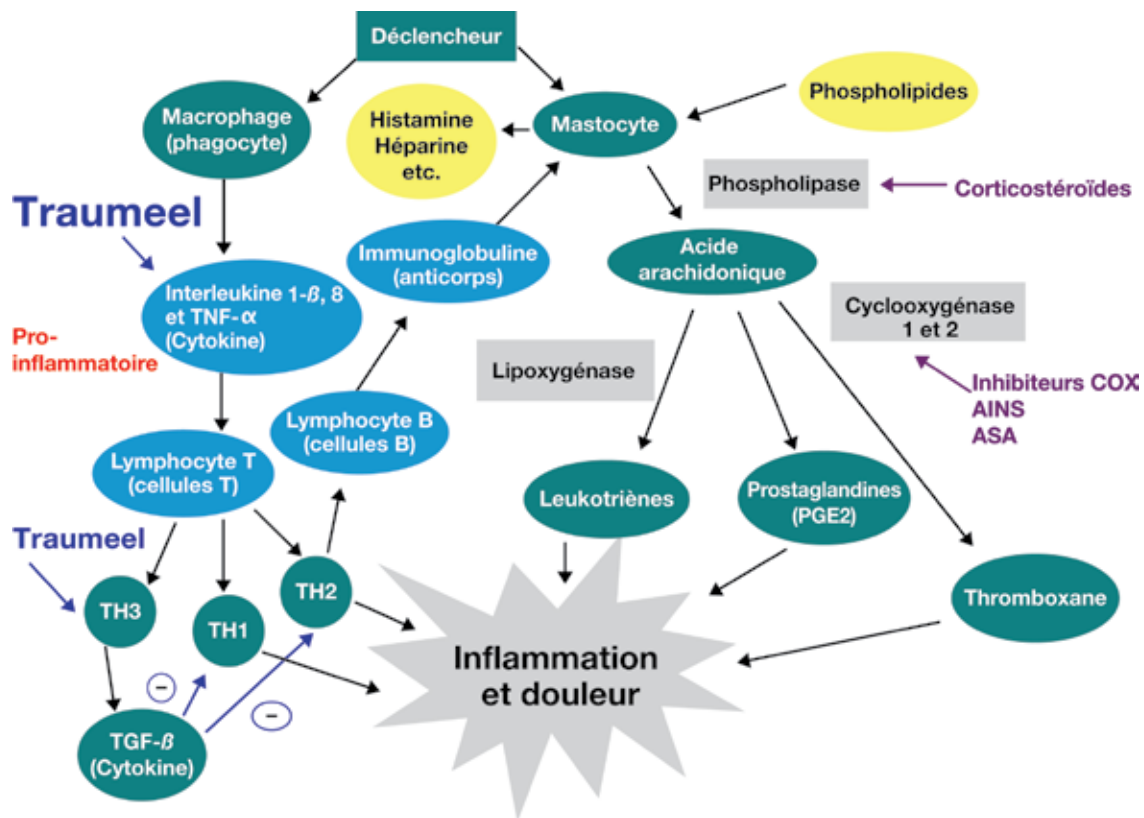 Déclencheur
Macrophage
(phagocyte)
Histamine
Héparine
etc.
Mastocyte
Phospholipides
Phospholipase
Corticostéroïdes
Traumeel
Immunoglobuline
(anticorps)
Acide
arachidonique
Interleukine 1-ß, 8
et TNF-α
(Cytokine)
Pro-
inflammatoire
Cyclooxygénase
1 et 2
Lipoxygénase
Inhibiteurs COX
AINS
ASA
Lymphocyte B
(cellules B)
Lymphocyte T
(cellules T)
Leukotriènes
Prostaglandines
(PGE2)
Traumeel
TH3
TH1
TH2
Thromboxane
Inflammation
et douleur
−
−
TGF-ß
(Cytokine)